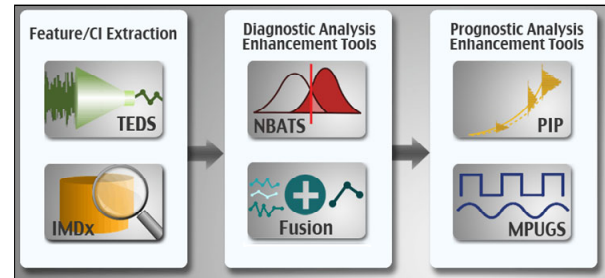 Feature/CI Extraction
TEDS
IMDx
Diagnostic Analysis
Enhancement Tools
NBATS
Fusion
Prognostic Analysis
Enhancement Tools
PIP
MPUGS